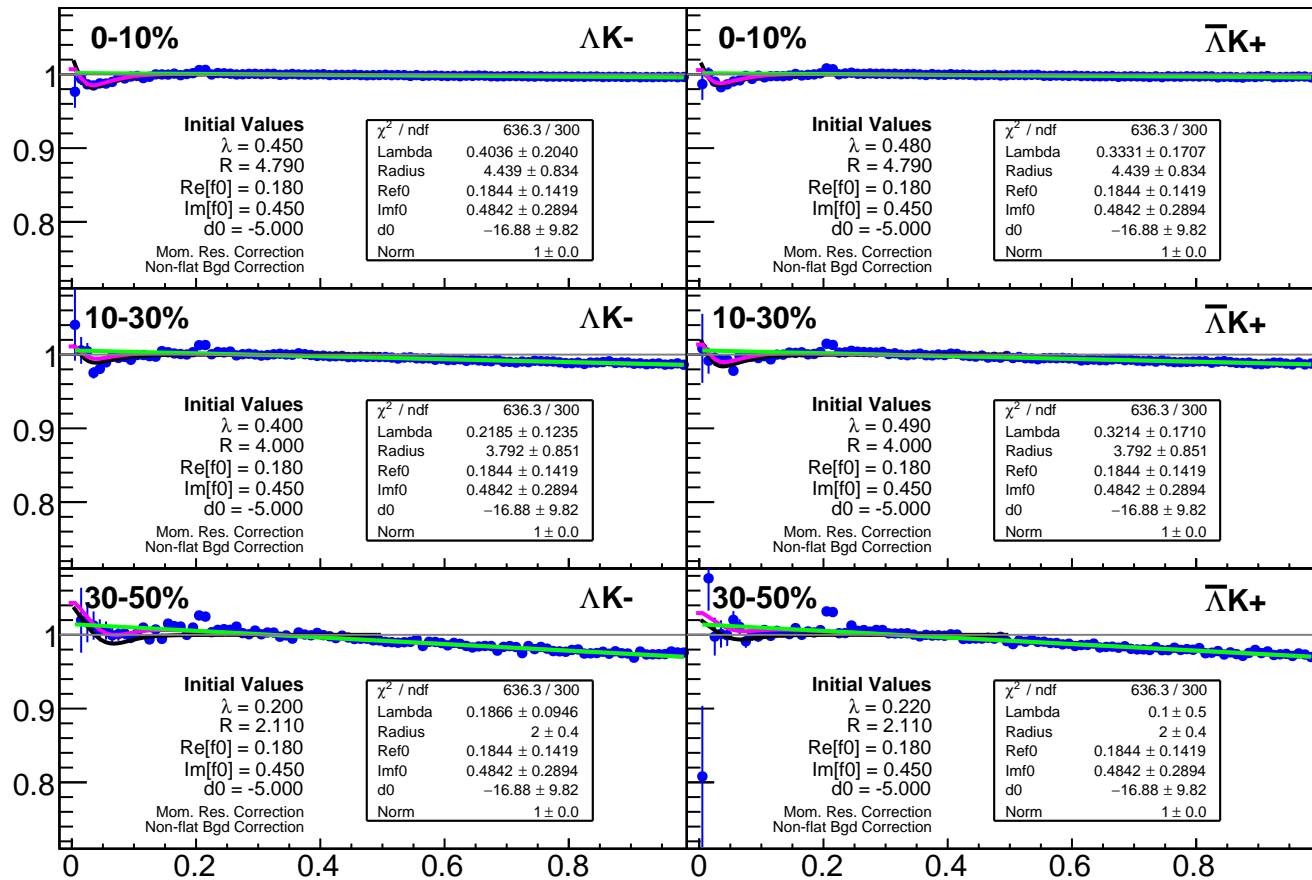 0-10% ΛK-
1
0.9
0.8
Initial Values
λ = 0.450
R = 4.790
Re[f0] = 0.180
Im[f0] = 0.450
d0 = -5.000
Mom. Res. Correction
Non-flat Bgd Correction
χ² / ndf 636.3 / 300
Lambda 0.4036 ± 0.2040
Radius 4.439 ± 0.834
Ref0 0.1844 ± 0.1419
Imf0 0.4842 ± 0.2894
d0 −16.88 ± 9.82
Norm 1 ± 0.0
0-10% Λ̅K+
Initial Values
λ = 0.480
R = 4.790
Re[f0] = 0.180
Im[f0] = 0.450
d0 = -5.000
Mom. Res. Correction
Non-flat Bgd Correction
χ² / ndf 636.3 / 300
Lambda 0.3331 ± 0.1707
Radius 4.439 ± 0.834
Ref0 0.1844 ± 0.1419
Imf0 0.4842 ± 0.2894
d0 −16.88 ± 9.82
Norm 1 ± 0.0
10-30% ΛK-
1
0.9
0.8
Initial Values
λ = 0.400
R = 4.000
Re[f0] = 0.180
Im[f0] = 0.450
d0 = -5.000
Mom. Res. Correction
Non-flat Bgd Correction
χ² / ndf 636.3 / 300
Lambda 0.2185 ± 0.1235
Radius 3.792 ± 0.851
Ref0 0.1844 ± 0.1419
Imf0 0.4842 ± 0.2894
d0 −16.88 ± 9.82
Norm 1 ± 0.0
10-30% Λ̅K+
Initial Values
λ = 0.490
R = 4.000
Re[f0] = 0.180
Im[f0] = 0.450
d0 = -5.000
Mom. Res. Correction
Non-flat Bgd Correction
χ² / ndf 636.3 / 300
Lambda 0.3214 ± 0.1710
Radius 3.792 ± 0.851
Ref0 0.1844 ± 0.1419
Imf0 0.4842 ± 0.2894
d0 −16.88 ± 9.82
Norm 1 ± 0.0
30-50% ΛK-
1
0.9
0.8
Initial Values
λ = 0.200
R = 2.110
Re[f0] = 0.180
Im[f0] = 0.450
d0 = -5.000
Mom. Res. Correction
Non-flat Bgd Correction
χ² / ndf 636.3 / 300
Lambda 0.1866 ± 0.0946
Radius 2 ± 0.4
Ref0 0.1844 ± 0.1419
Imf0 0.4842 ± 0.2894
d0 −16.88 ± 9.82
Norm 1 ± 0.0
30-50% Λ̅K+
Initial Values
λ = 0.220
R = 2.110
Re[f0] = 0.180
Im[f0] = 0.450
d0 = -5.000
Mom. Res. Correction
Non-flat Bgd Correction
χ² / ndf 636.3 / 300
Lambda 0.1 ± 0.5
Radius 2 ± 0.4
Ref0 0.1844 ± 0.1419
Imf0 0.4842 ± 0.2894
d0 −16.88 ± 9.82
Norm 1 ± 0.0
0 0.2 0.4 0.6 0.8 0 0.2 0.4 0.6 0.8